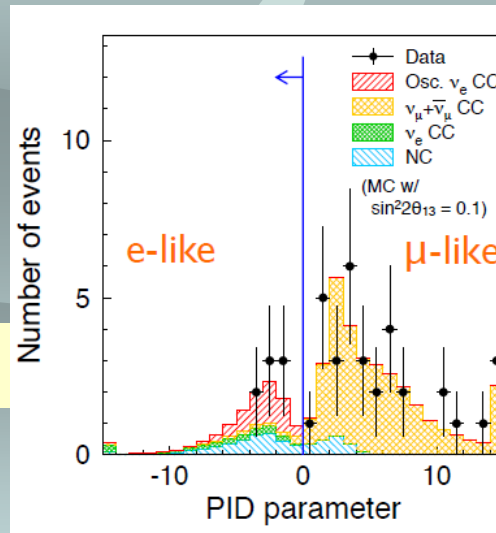 Data
Osc. νe CC
νμ+ν̅μ CC
νe CC
NC
(MC w/
sin²2θ13 = 0.1)
e-like
μ-like
Number of events
10
5
0
-10
0
10
PID parameter